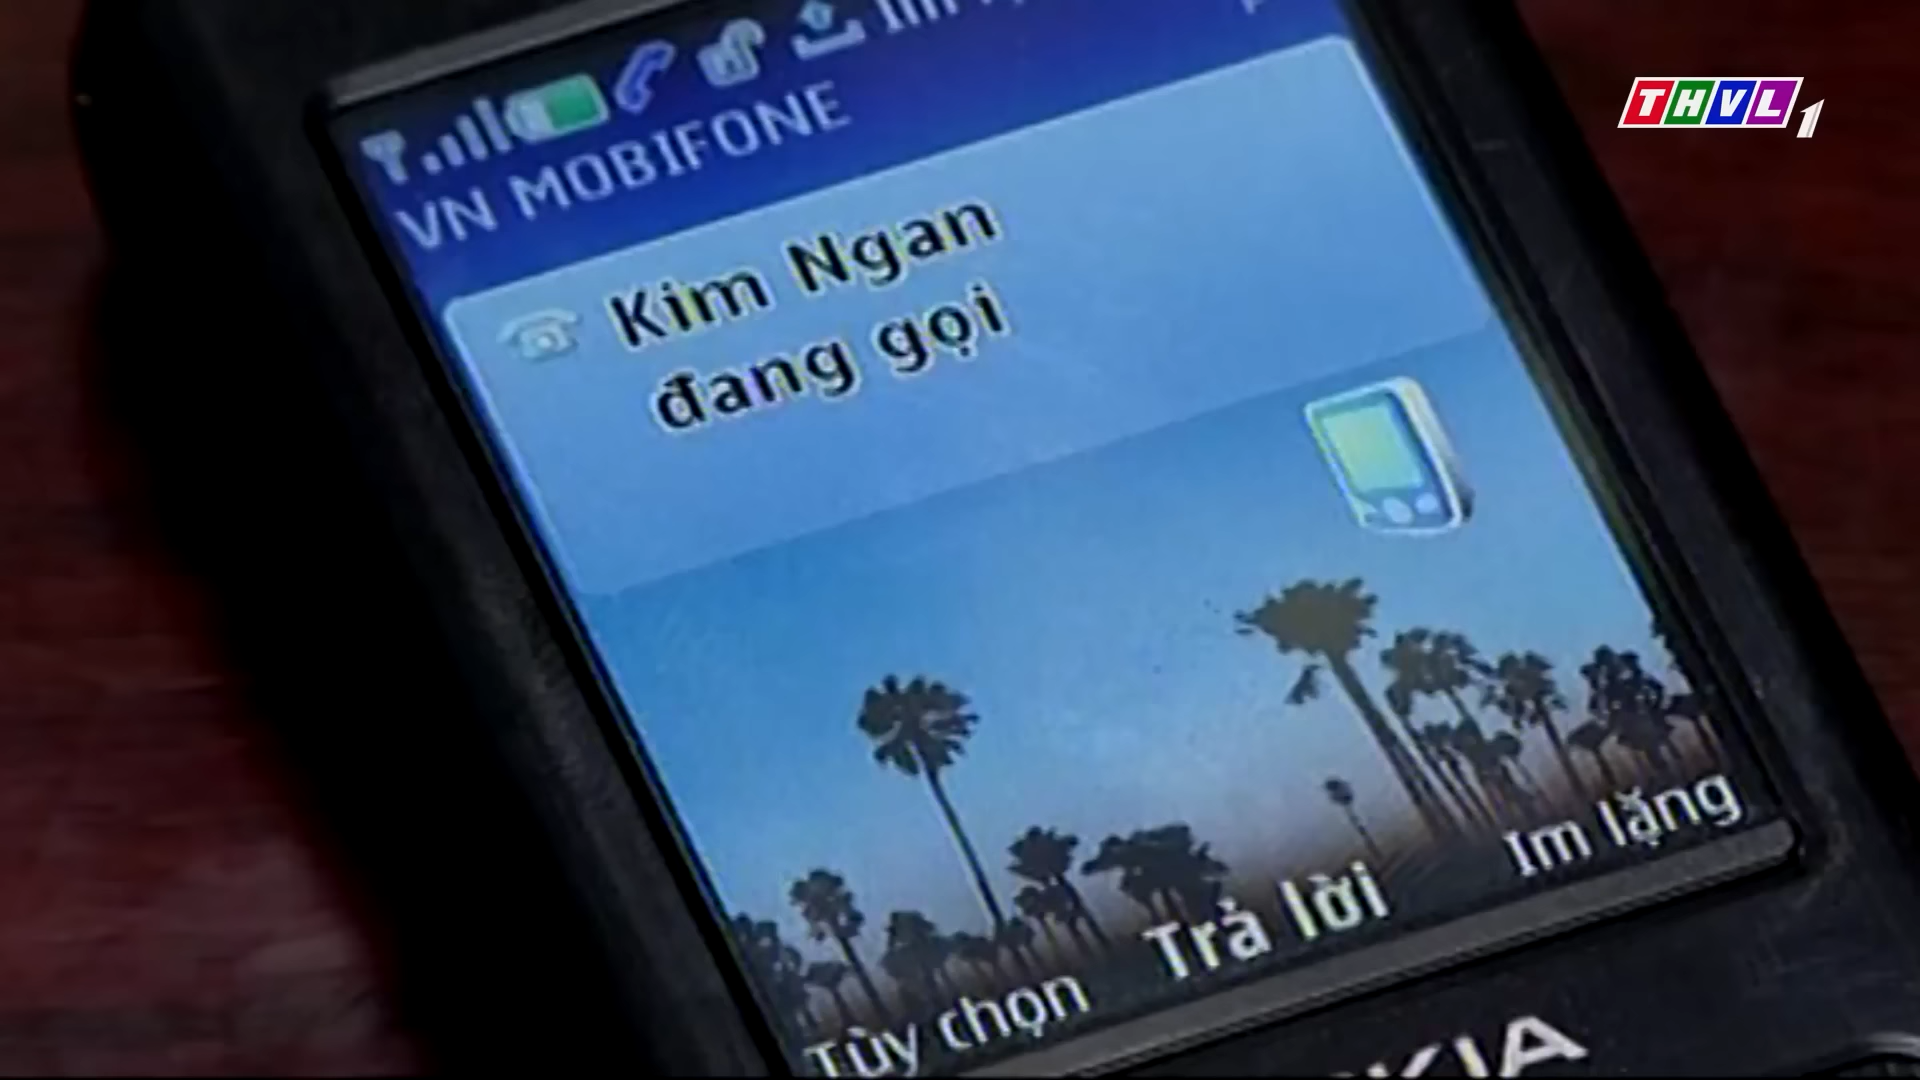 THVL1
VN MOBIFONE
Kim Ngan
đang gọi
Tùy chọn
Trả lời
Im lặng